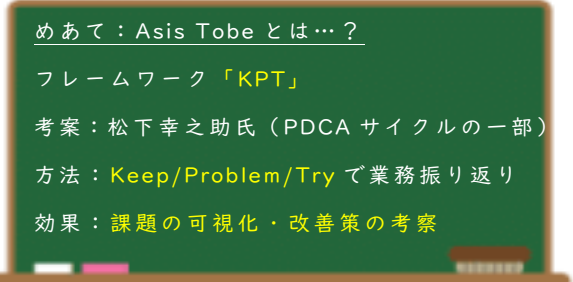 めあて：Asis Tobe とは…？
フレームワーク「KPT」
考案：松下幸之助氏（PDCA サイクルの一部）
方法：Keep/Problem/Try で業務振り返り
効果：課題の可視化・改善策の考察